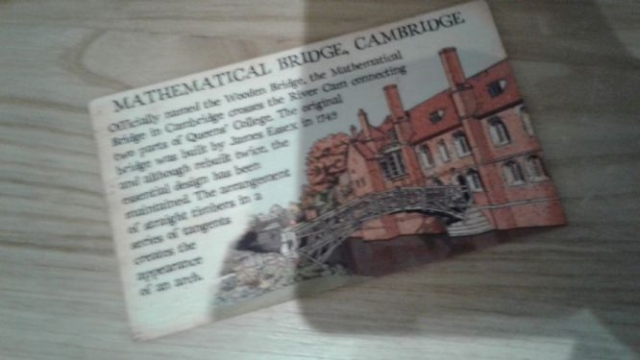 MATHEMATICAL BRIDGE, CAMBRIDGE
Officially named the Wooden Bridge, the Mathematical
Bridge in Cambridge crosses the River Cam connecting
two parts of Queens' College. The original
bridge was built by James Essex in 1749
and although rebuilt twice, the
essential design has been
maintained. The arrangement
of straight timbers in a
series of tangents
creates the
appearance
of an arch.